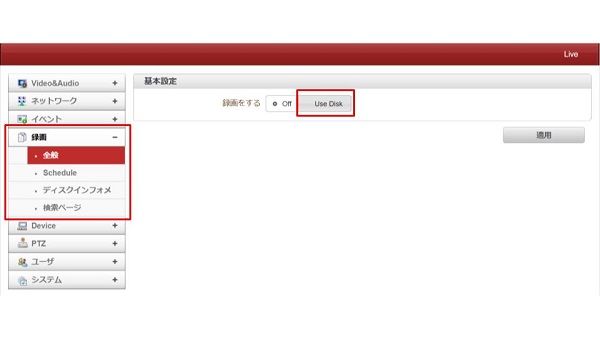 Live
Video&Audio +
ネットワーク +
イベント +
録画 −
全般
Schedule
ディスクインフォメ
検索ページ
Device +
PTZ +
ユーザ +
システム +
基本設定
録画をする Off Use Disk
適用